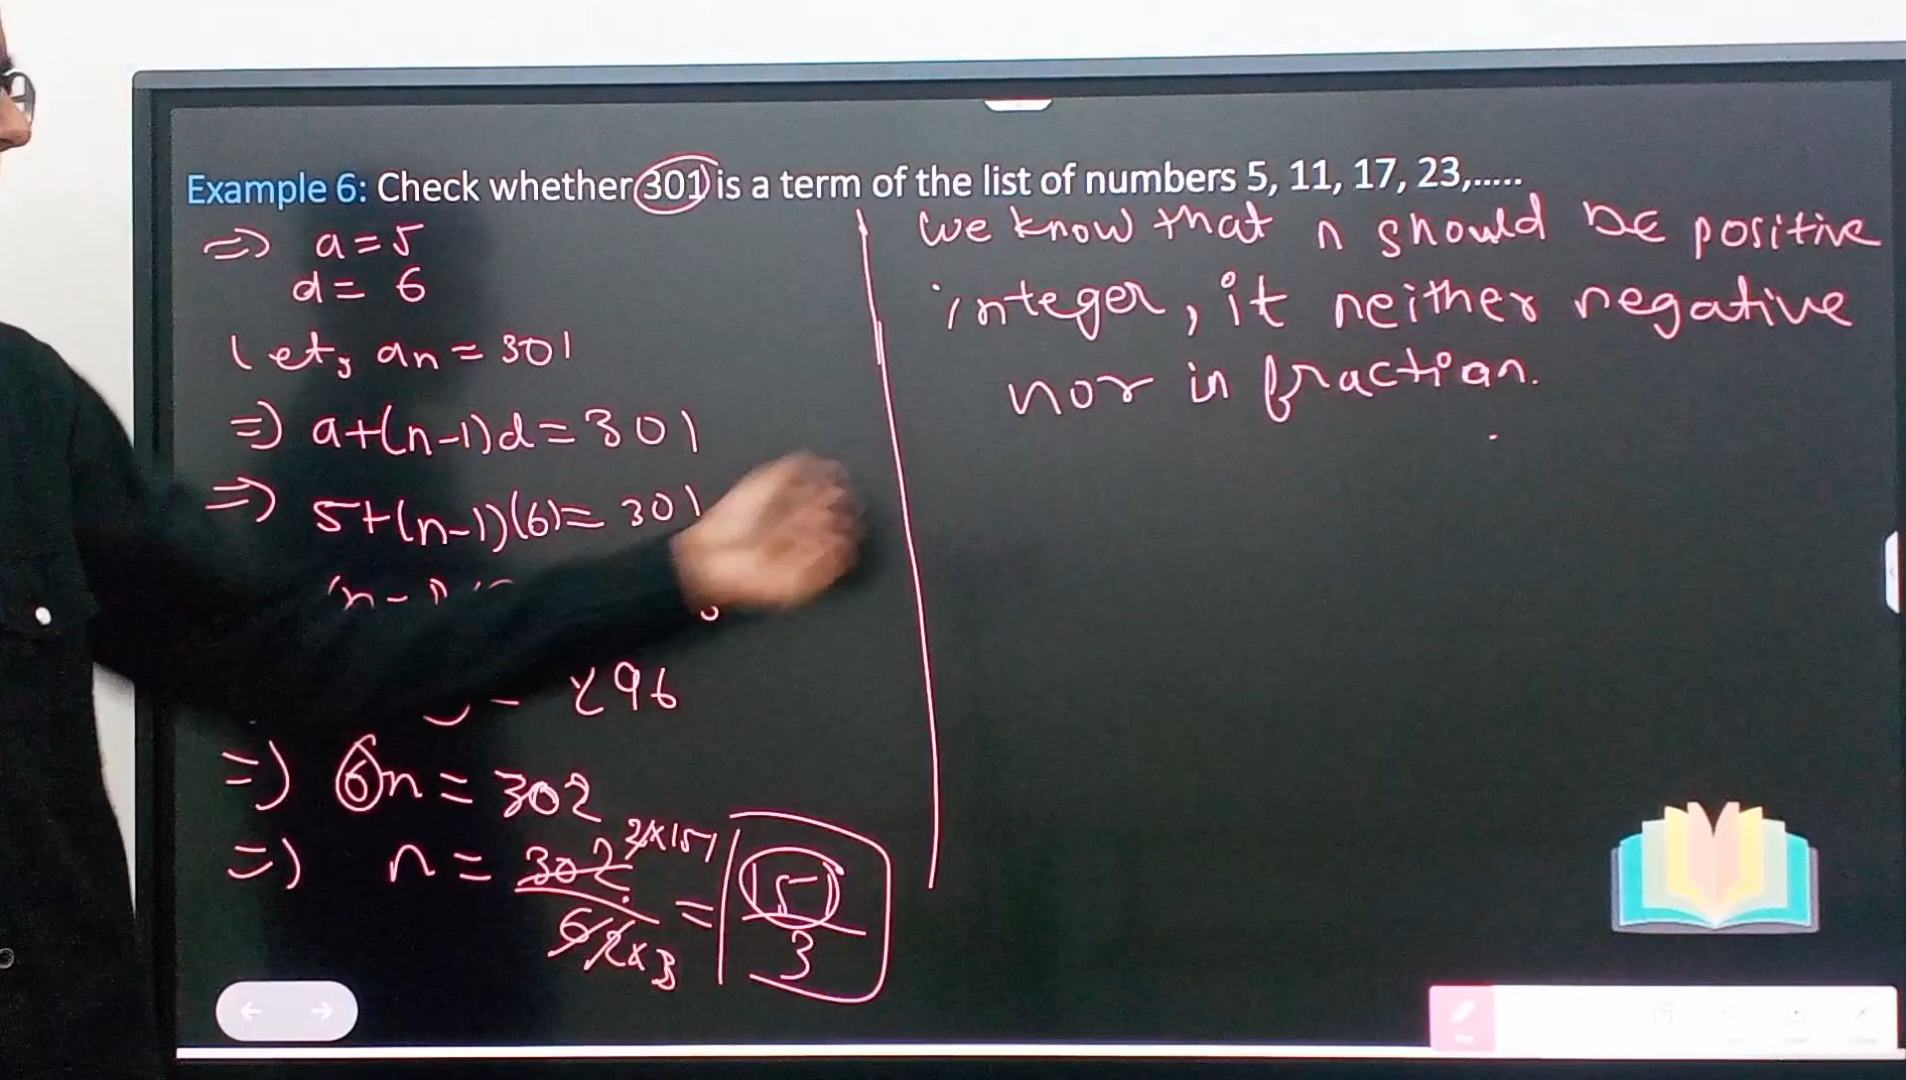 Example 6: Check whether 301 is a term of the list of numbers 5, 11, 17, 23,.....
=> a = 5
d = 6
let, an = 301
=> a+(n-1)d = 301
=> 5+(n-1)(6) = 301
296
=> 6n = 302
=> n = 302 2×151 / 6 2×3 = 151/3
We know that n should be positive
integer, it neither negative
nor in fraction.